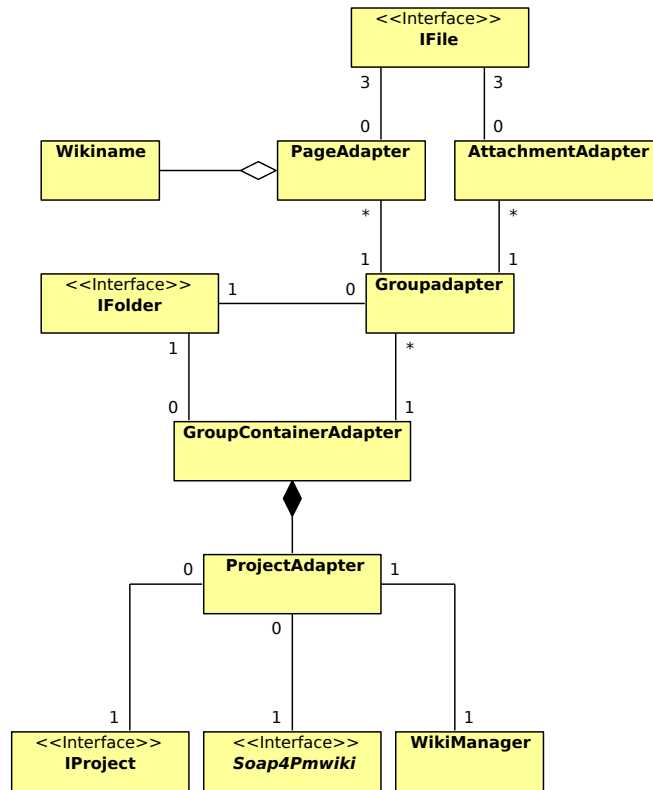 <<Interface>>
IFile
3
3
0
0
Wikiname
PageAdapter
AttachmentAdapter
*
*
1
1
<<Interface>>
IFolder
1
0
Groupadapter
1
*
0
1
GroupContainerAdapter
0
ProjectAdapter
1
0
1
1
1
<<Interface>>
IProject
<<Interface>>
Soap4Pmwiki
WikiManager